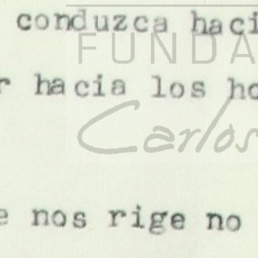 conduzca haci
FUNDA
r hacia los ho
Carlos
e nos rige no